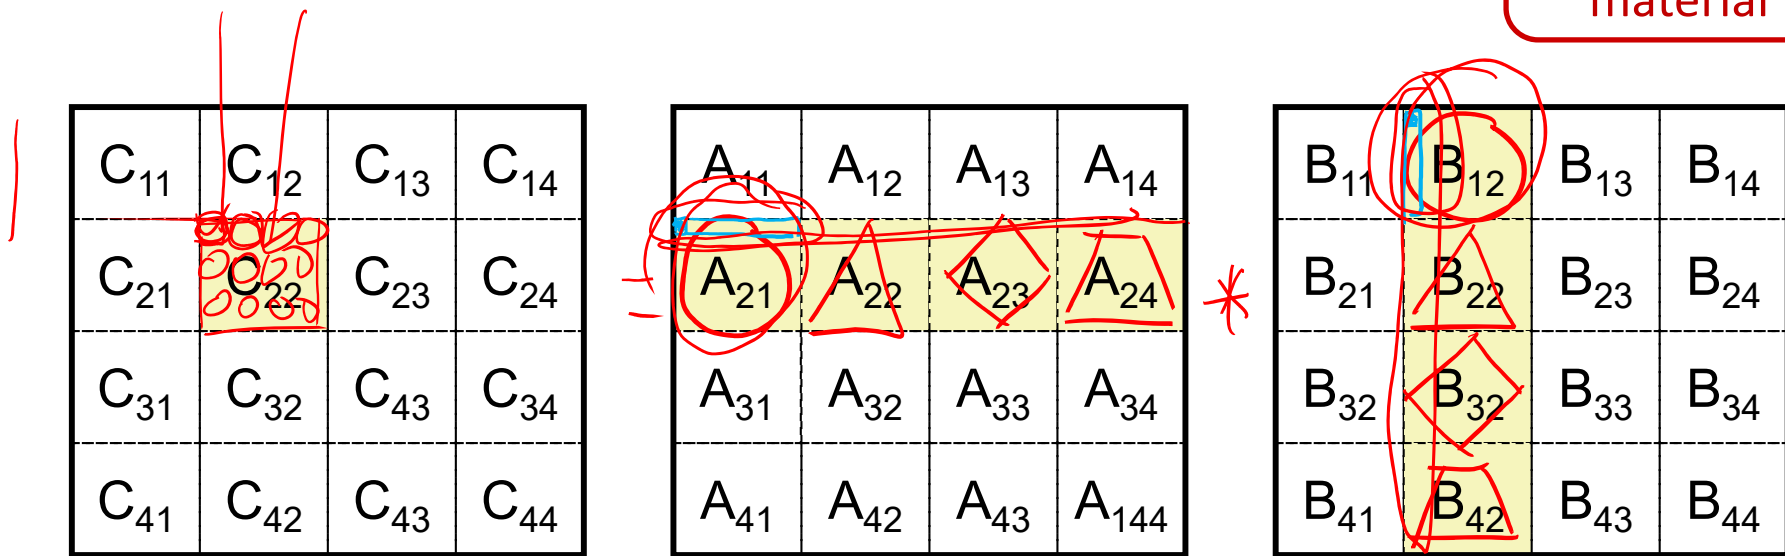 material
C11 C12 C13 C14 A11 A12 A13 A14 B11 B12 B13 B14
C21 C22 C23 C24 = A21 A22 A23 A24 * B21 B22 B23 B24
C31 C32 C43 C34 A31 A32 A33 A34 B32 B32 B33 B34
C41 C42 C43 C44 A41 A42 A43 A144 B41 B42 B43 B44